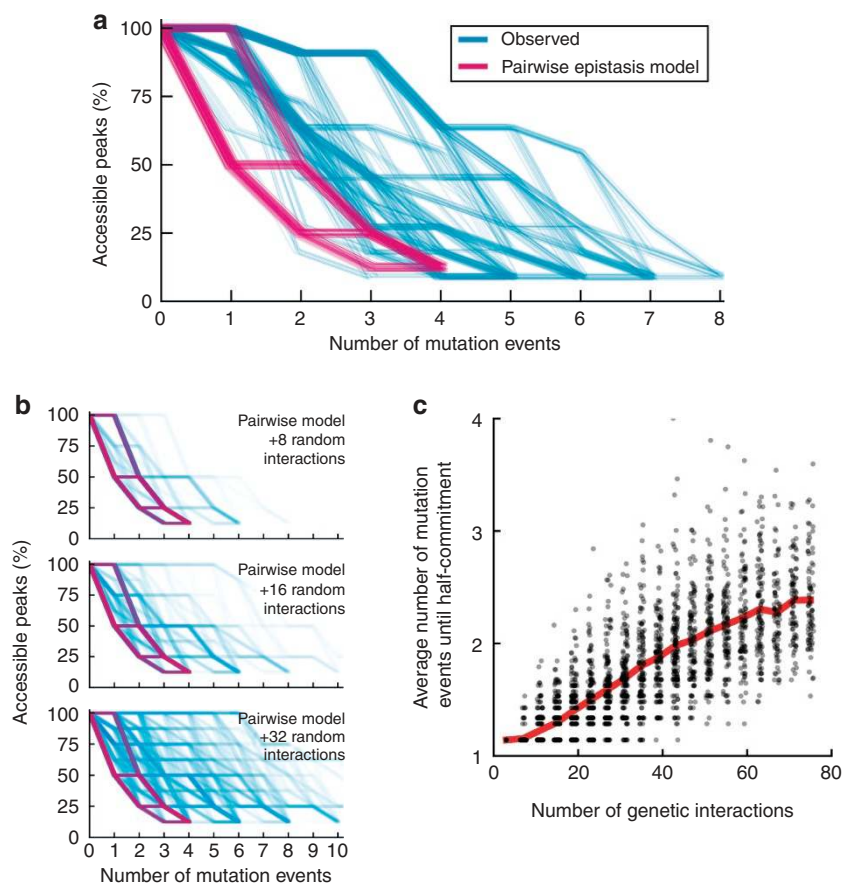 a
Accessible peaks (%)
100
75
50
25
0
Observed
Pairwise epistasis model
0 1 2 3 4 5 6 7 8
Number of mutation events
b
Accessible peaks (%)
100
75
50
25
0
Pairwise model
+8 random
interactions
100
75
50
25
0
Pairwise model
+16 random
interactions
100
75
50
25
0
Pairwise model
+32 random
interactions
0 1 2 3 4 5 6 7 8 9 10
Number of mutation events
c
Average number of mutation
events until half-commitment
4
3
2
1
0 20 40 60 80
Number of genetic interactions